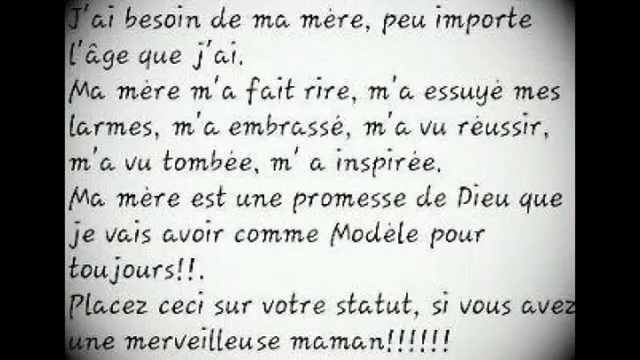 J'ai besoin de ma mère, peu importe
l'âge que j'ai.
Ma mère m'a fait rire, m'a essuyé mes
larmes, m'a embrassé, m'a vu réussir,
m'a vu tombée, m' a inspirée.
Ma mère est une promesse de Dieu que
je vais avoir comme Modèle pour
toujours!!.
Placez ceci sur votre statut, si vous avez
une merveilleuse maman!!!!!!